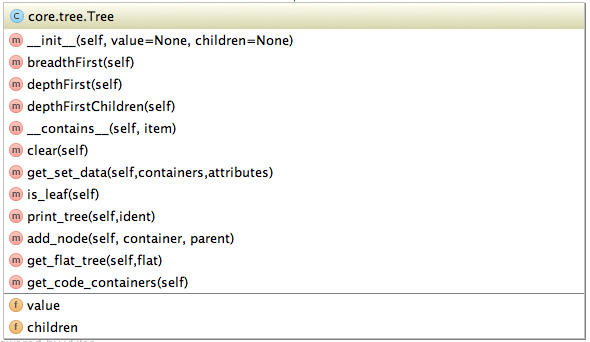 C core.tree.Tree
m __init__(self, value=None, children=None)
m breadthFirst(self)
m depthFirst(self)
m depthFirstChildren(self)
m __contains__(self, item)
m clear(self)
m get_set_data(self,containers,attributes)
m is_leaf(self)
m print_tree(self,ident)
m add_node(self, container, parent)
m get_flat_tree(self,flat)
m get_code_containers(self)
f value
f children